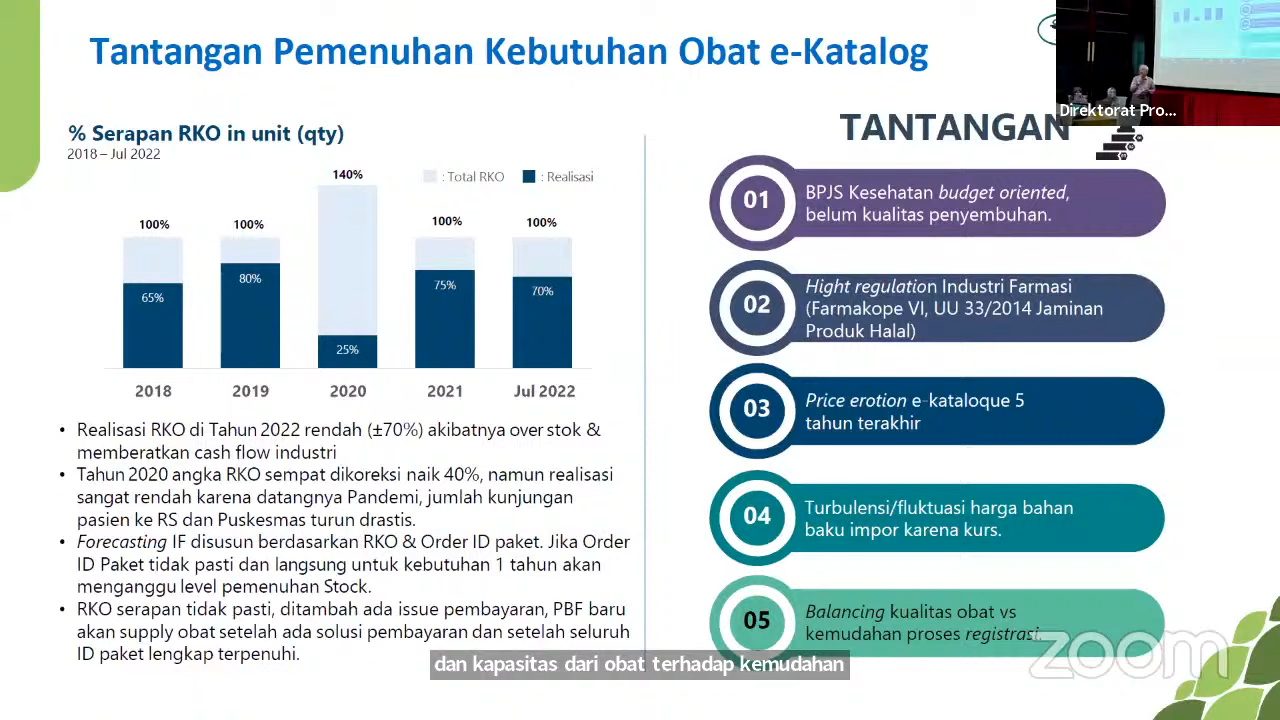 Tantangan Pemenuhan Kebutuhan Obat e-Katalog
Direktorat Pro...
% Serapan RKO in unit (qty)
2018 – Jul 2022
: Total RKO
: Realisasi
100%
100%
140%
100%
100%
65%
80%
25%
75%
70%
2018
2019
2020
2021
Jul 2022
• Realisasi RKO di Tahun 2022 rendah (±70%) akibatnya over stok &
memberatkan cash flow industri
• Tahun 2020 angka RKO sempat dikoreksi naik 40%, namun realisasi
sangat rendah karena datangnya Pandemi, jumlah kunjungan
pasien ke RS dan Puskesmas turun drastis.
• Forecasting IF disusun berdasarkan RKO & Order ID paket. Jika Order
ID Paket tidak pasti dan langsung untuk kebutuhan 1 tahun akan
menganggu level pemenuhan Stock.
• RKO serapan tidak pasti, ditambah ada issue pembayaran, PBF baru
akan supply obat setelah ada solusi pembayaran dan setelah seluruh
ID paket lengkap terpenuhi.
TANTANGAN
01
BPJS Kesehatan budget oriented,
belum kualitas penyembuhan.
02
Hight regulation Industri Farmasi
(Farmakope VI, UU 33/2014 Jaminan
Produk Halal)
03
Price erotion e-kataloque 5
tahun terakhir
04
Turbulensi/fluktuasi harga bahan
baku impor karena kurs.
05
Balancing kualitas obat vs
kemudahan proses registrasi.
dan kapasitas dari obat terhadap kemudahan
zoom